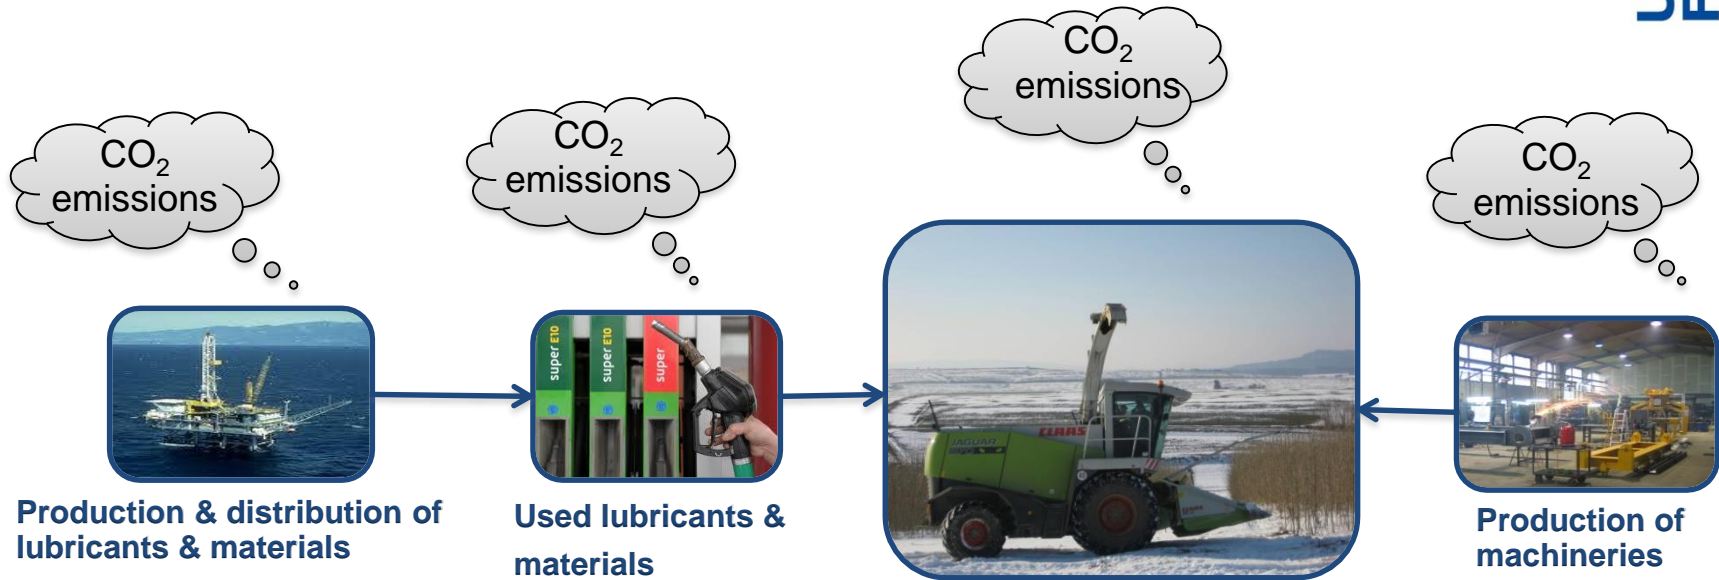 CO₂
emissions
CO₂
emissions
CO₂
emissions
CO₂
emissions
super E10
super E10
super
CLAAS
JAGUAR
Production & distribution of
lubricants & materials
Used lubricants &
materials
Production of
machineries